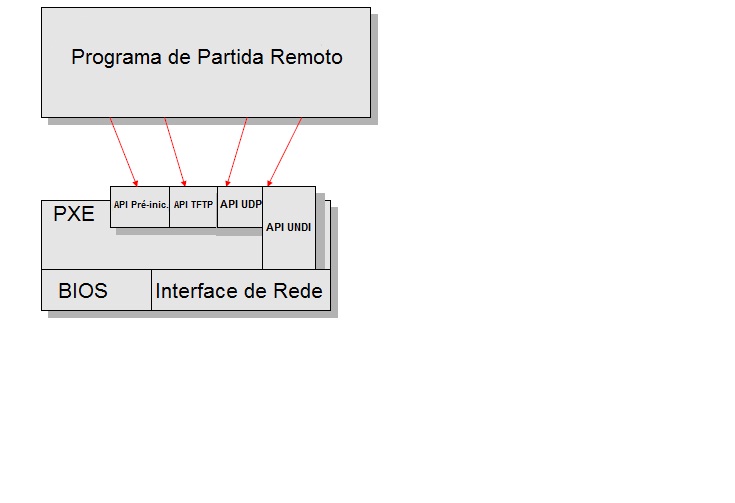 Programa de Partida Remoto
API Pré-inic.
API TFTP
API UDP
PXE
API UNDI
BIOS
Interface de Rede